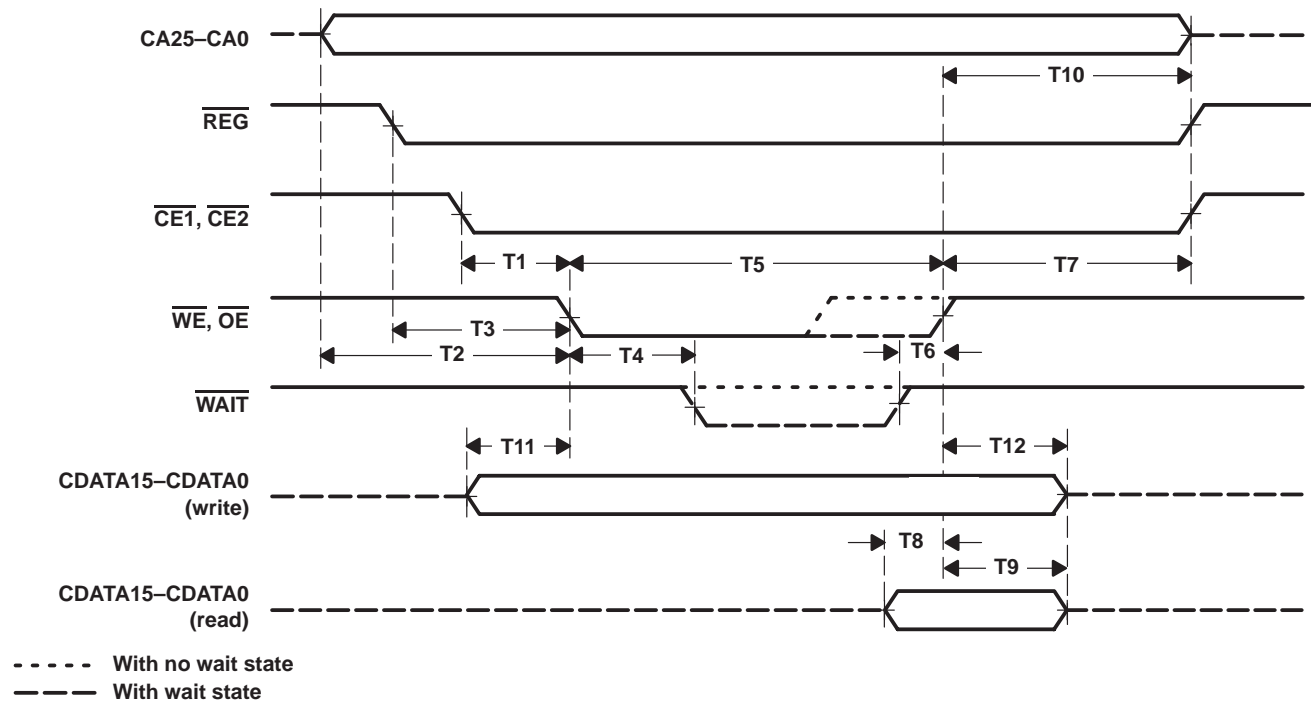 CA25–CA0
T10
REG
CE1, CE2
T1
T5
T7
WE, OE
T3
T2
T4
T6
WAIT
T11
T12
CDATA15–CDATA0
(write)
T8
T9
CDATA15–CDATA0
(read)
With no wait state
With wait state